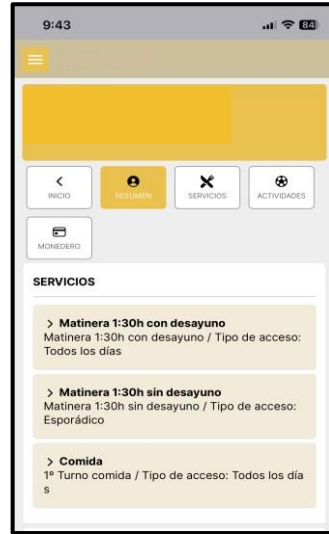 9:43
84
INICIO
RESUMEN
SERVICIOS
ACTIVIDADES
MONEDERO
SERVICIOS
> Matinera 1:30h con desayuno
Matinera 1:30h con desayuno / Tipo de acceso:
Todos los días
> Matinera 1:30h sin desayuno
Matinera 1:30h sin desayuno / Tipo de acceso:
Esporádico
> Comida
1º Turno comida / Tipo de acceso: Todos los día
s